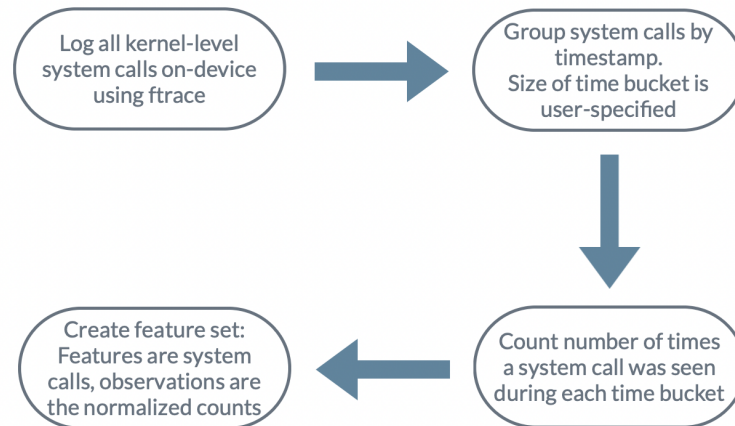 Log all kernel-level
system calls on-device
using ftrace
Group system calls by
timestamp.
Size of time bucket is
user-specified
Count number of times
a system call was seen
during each time bucket
Create feature set:
Features are system
calls, observations are
the normalized counts